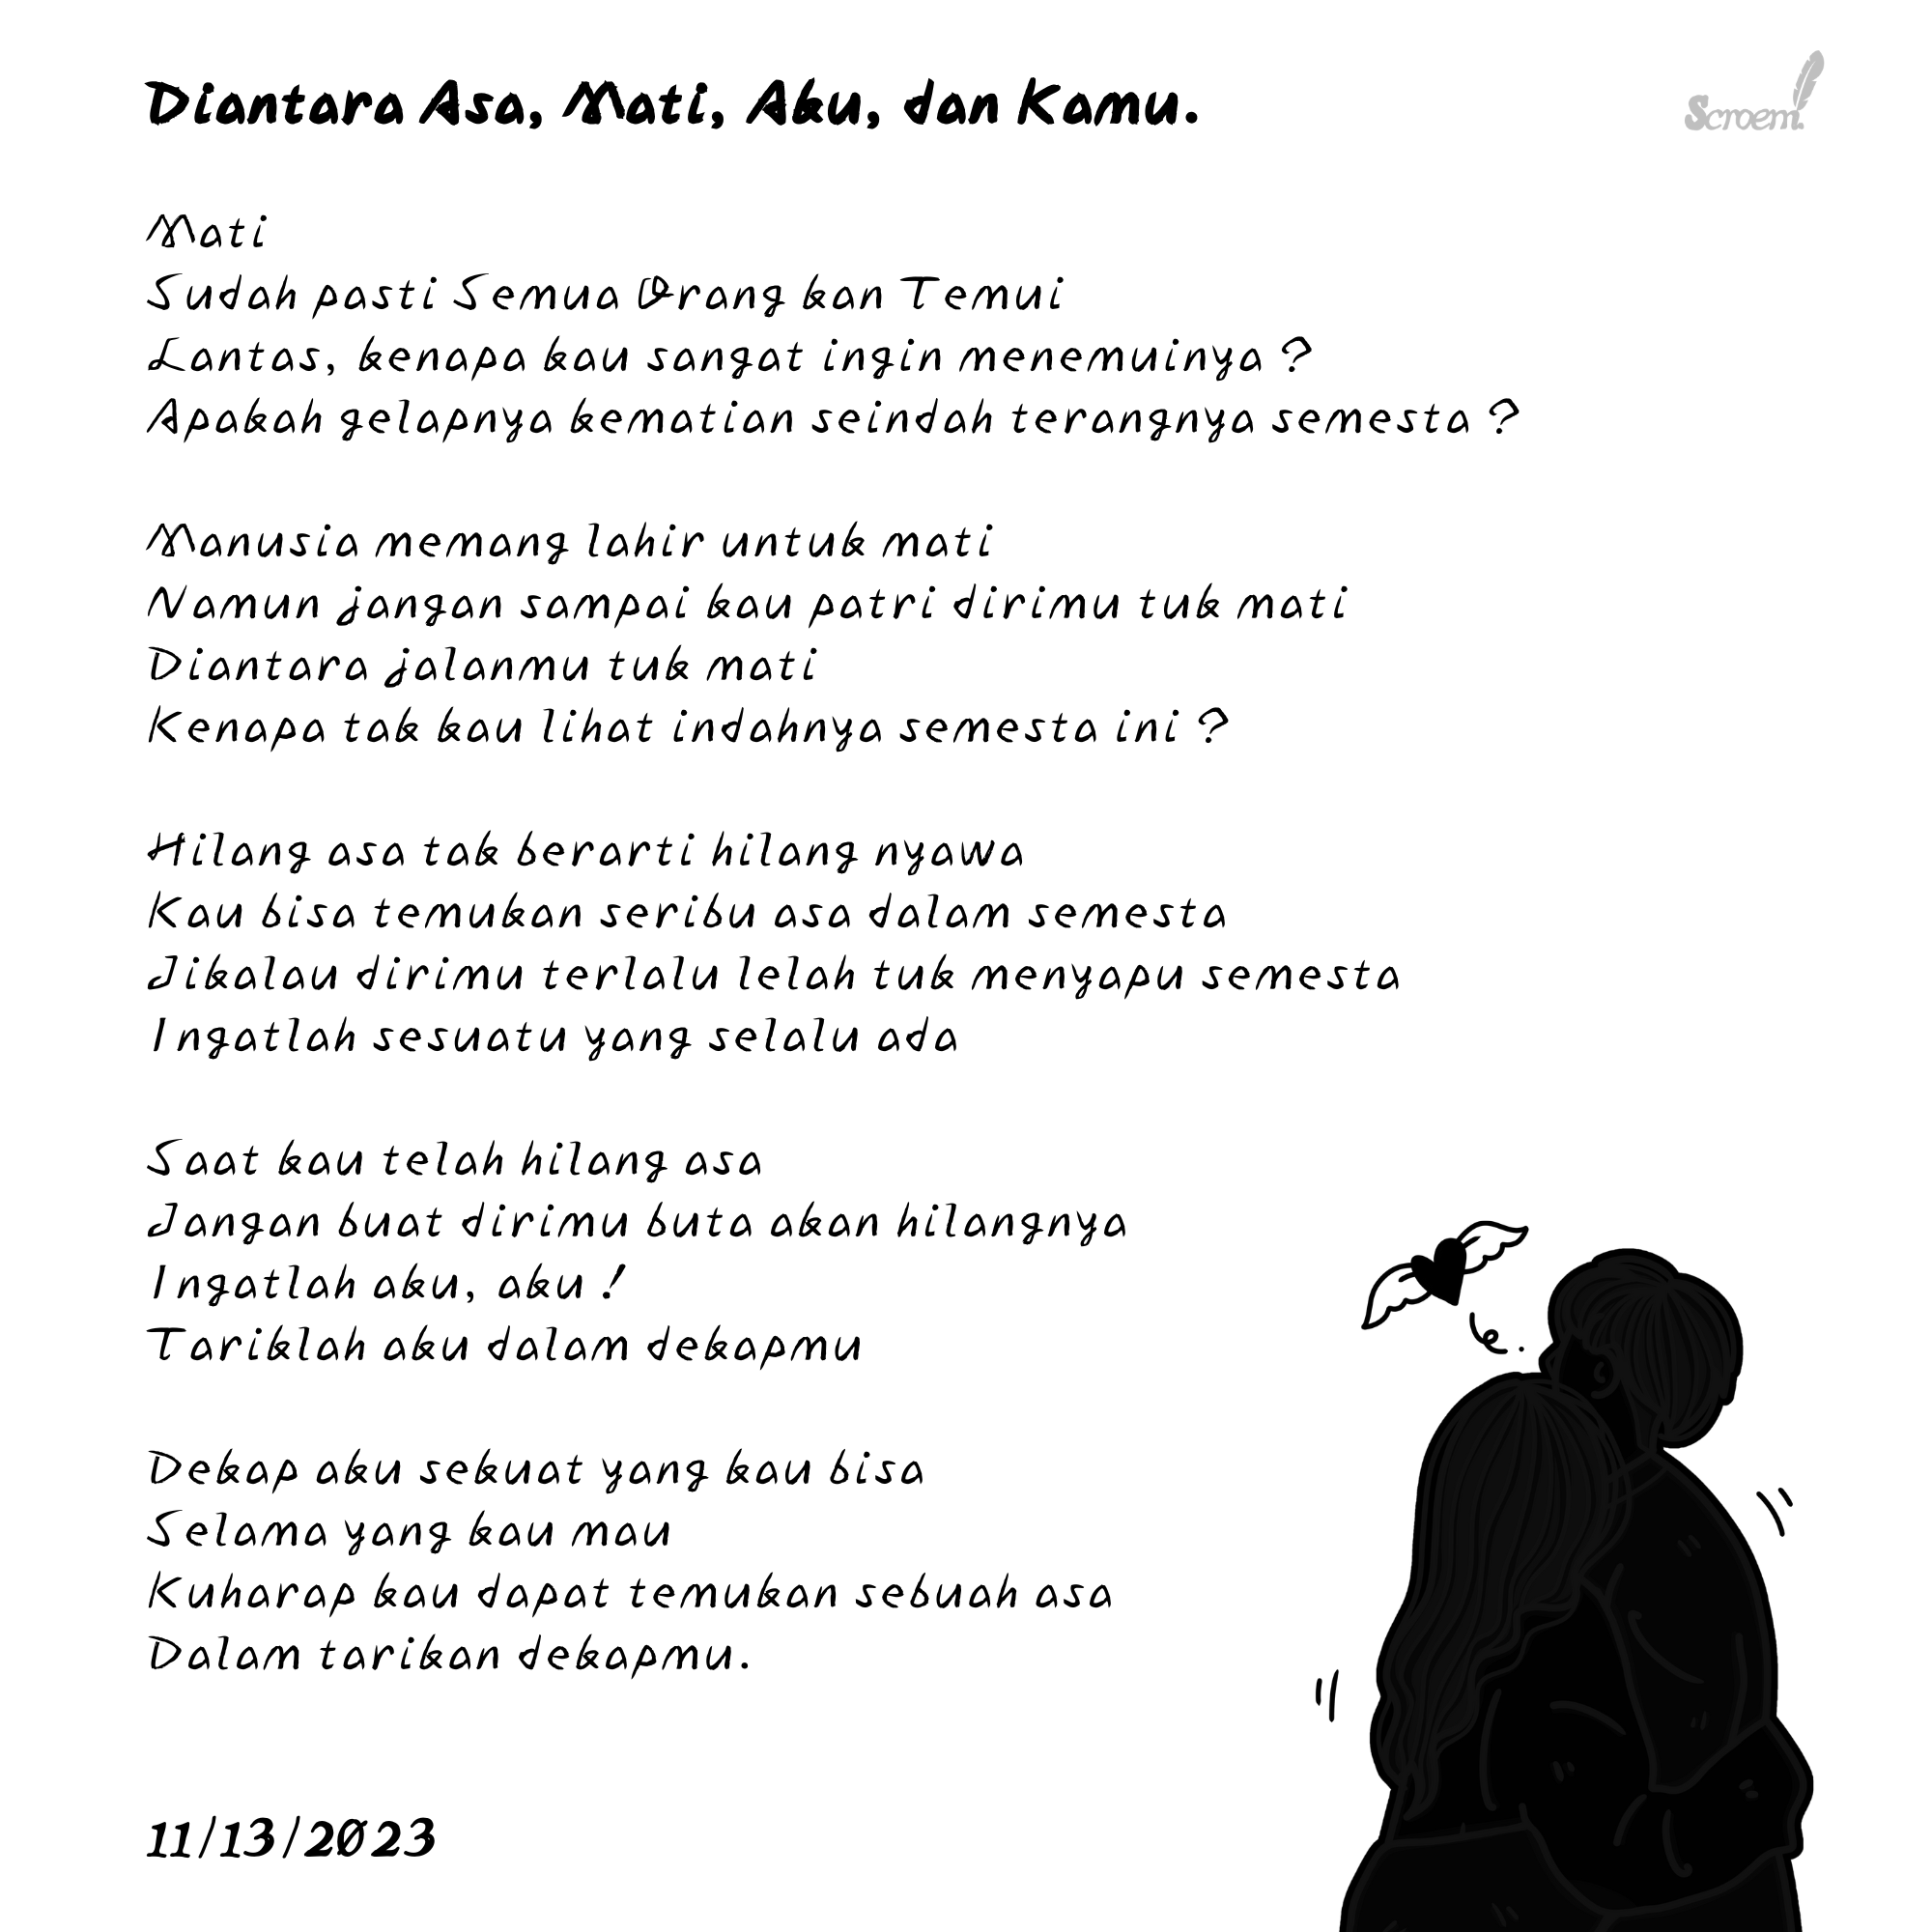 Diantara Asa, Mati, Aku, dan Kamu.
Scroem.
Mati
Sudah pasti Semua Orang kan Temui
Lantas, kenapa kau sangat ingin menemuinya ?
Apakah gelapnya kematian seindah terangnya semesta ?
Manusia memang lahir untuk mati
Namun jangan sampai kau patri dirimu tuk mati
Diantara jalanmu tuk mati
Kenapa tak kau lihat indahnya semesta ini ?
Hilang asa tak berarti hilang nyawa
Kau bisa temukan seribu asa dalam semesta
Jikalau dirimu terlalu lelah tuk menyapu semesta
Ingatlah sesuatu yang selalu ada
Saat kau telah hilang asa
Jangan buat dirimu buta akan hilangnya
Ingatlah aku, aku !
Tariklah aku dalam dekapmu
Dekap aku sekuat yang kau bisa
Selama yang kau mau
Kuharap kau dapat temukan sebuah asa
Dalam tarikan dekapmu.
11/13/2023